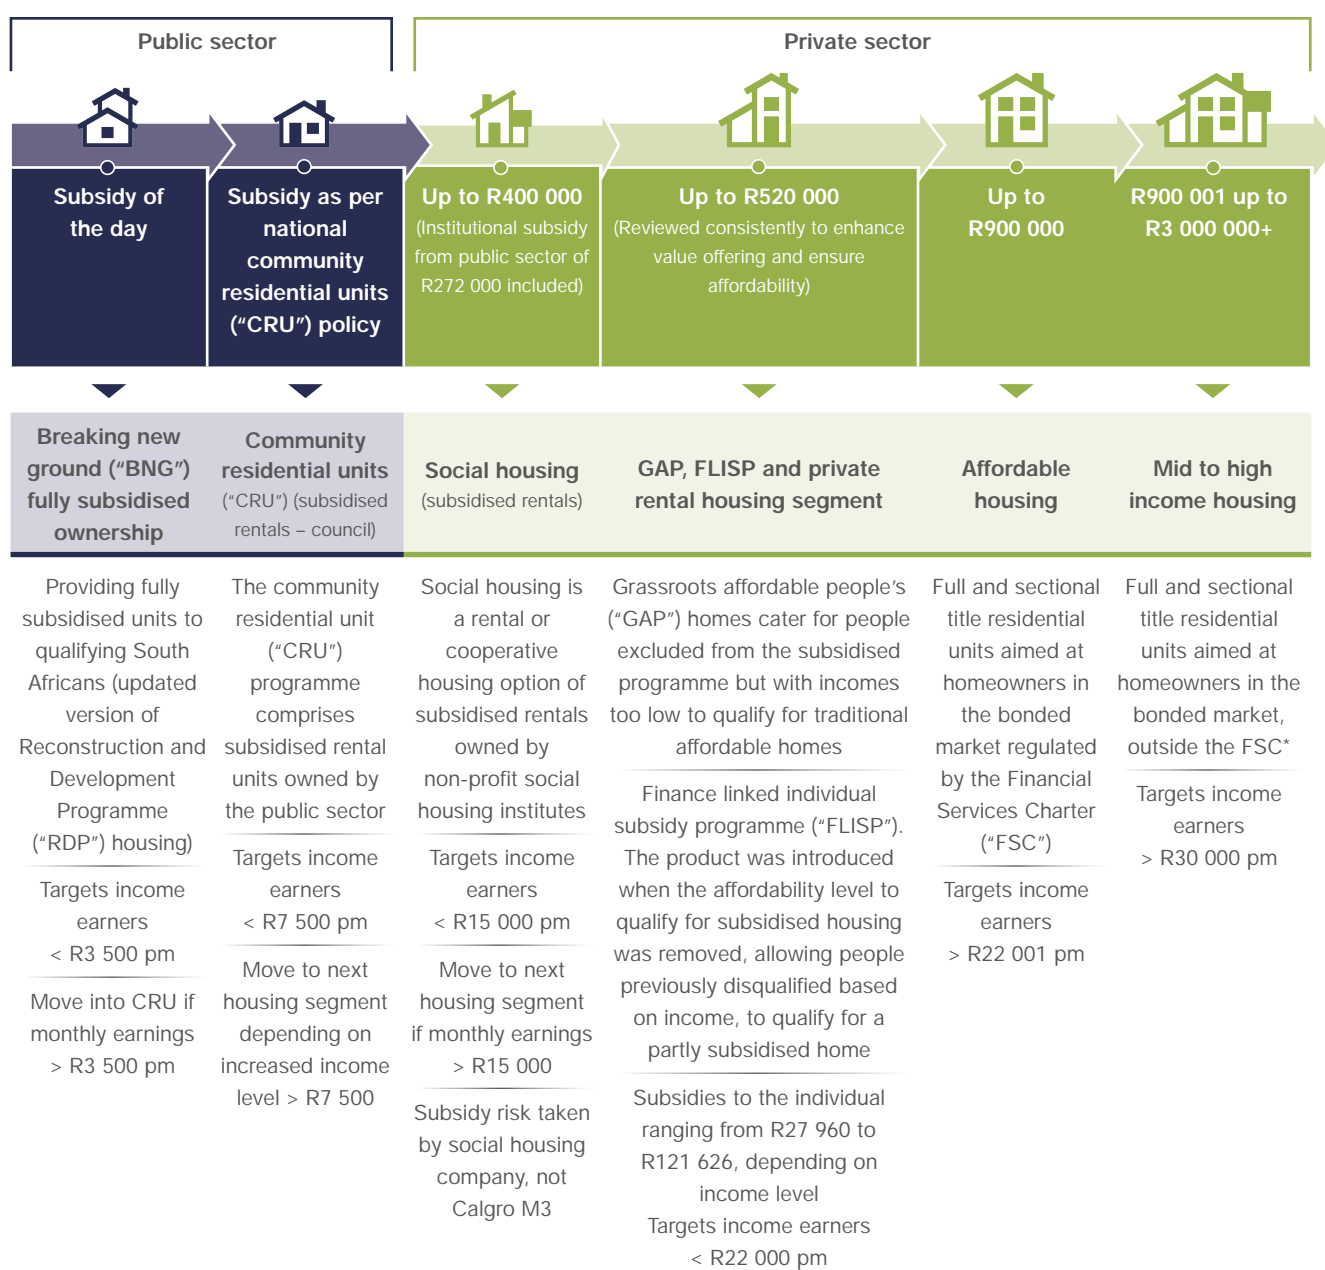 Public sector
Private sector
Subsidy of
the day
Subsidy as per
national
community
residential units
(“CRU”) policy
Up to R400 000
(Institutional subsidy
from public sector of
R272 000 included)
Up to R520 000
(Reviewed consistently to enhance
value offering and ensure
affordability)
Up to
R900 000
R900 001 up to
R3 000 000+
Breaking new
ground (“BNG”)
fully subsidised
ownership
Community
residential units
(“CRU”) (subsidised
rentals – council)
Social housing
(subsidised rentals)
GAP, FLISP and private
rental housing segment
Affordable
housing
Mid to high
income housing
Providing fully
subsidised units to
qualifying South
Africans (updated
version of
Reconstruction and
Development
Programme
(“RDP”) housing)
Targets income
earners
< R3 500 pm
Move into CRU if
monthly earnings
> R3 500 pm
The community
residential unit
(“CRU”)
programme
comprises
subsidised rental
units owned by
the public sector
Targets income
earners
< R7 500 pm
Move to next
housing segment
depending on
increased income
level > R7 500
Social housing is
a rental or
cooperative
housing option of
subsidised rentals
owned by
non-profit social
housing institutes
Targets income
earners
< R15 000 pm
Move to next
housing segment
if monthly earnings
> R15 000
Subsidy risk taken
by social housing
company, not
Calgro M3
Grassroots affordable people’s
(“GAP”) homes cater for people
excluded from the subsidised
programme but with incomes
too low to qualify for traditional
affordable homes
Finance linked individual
subsidy programme (“FLISP”).
The product was introduced
when the affordability level to
qualify for subsidised housing
was removed, allowing people
previously disqualified based
on income, to qualify for a
partly subsidised home
Subsidies to the individual
ranging from R27 960 to
R121 626, depending on
income level
Targets income earners
< R22 000 pm
Full and sectional
title residential
units aimed at
homeowners in
the bonded
market regulated
by the Financial
Services Charter
(“FSC”)
Targets income
earners
> R22 001 pm
Full and sectional
title residential
units aimed at
homeowners in the
bonded market,
outside the FSC*
Targets income
earners
> R30 000 pm